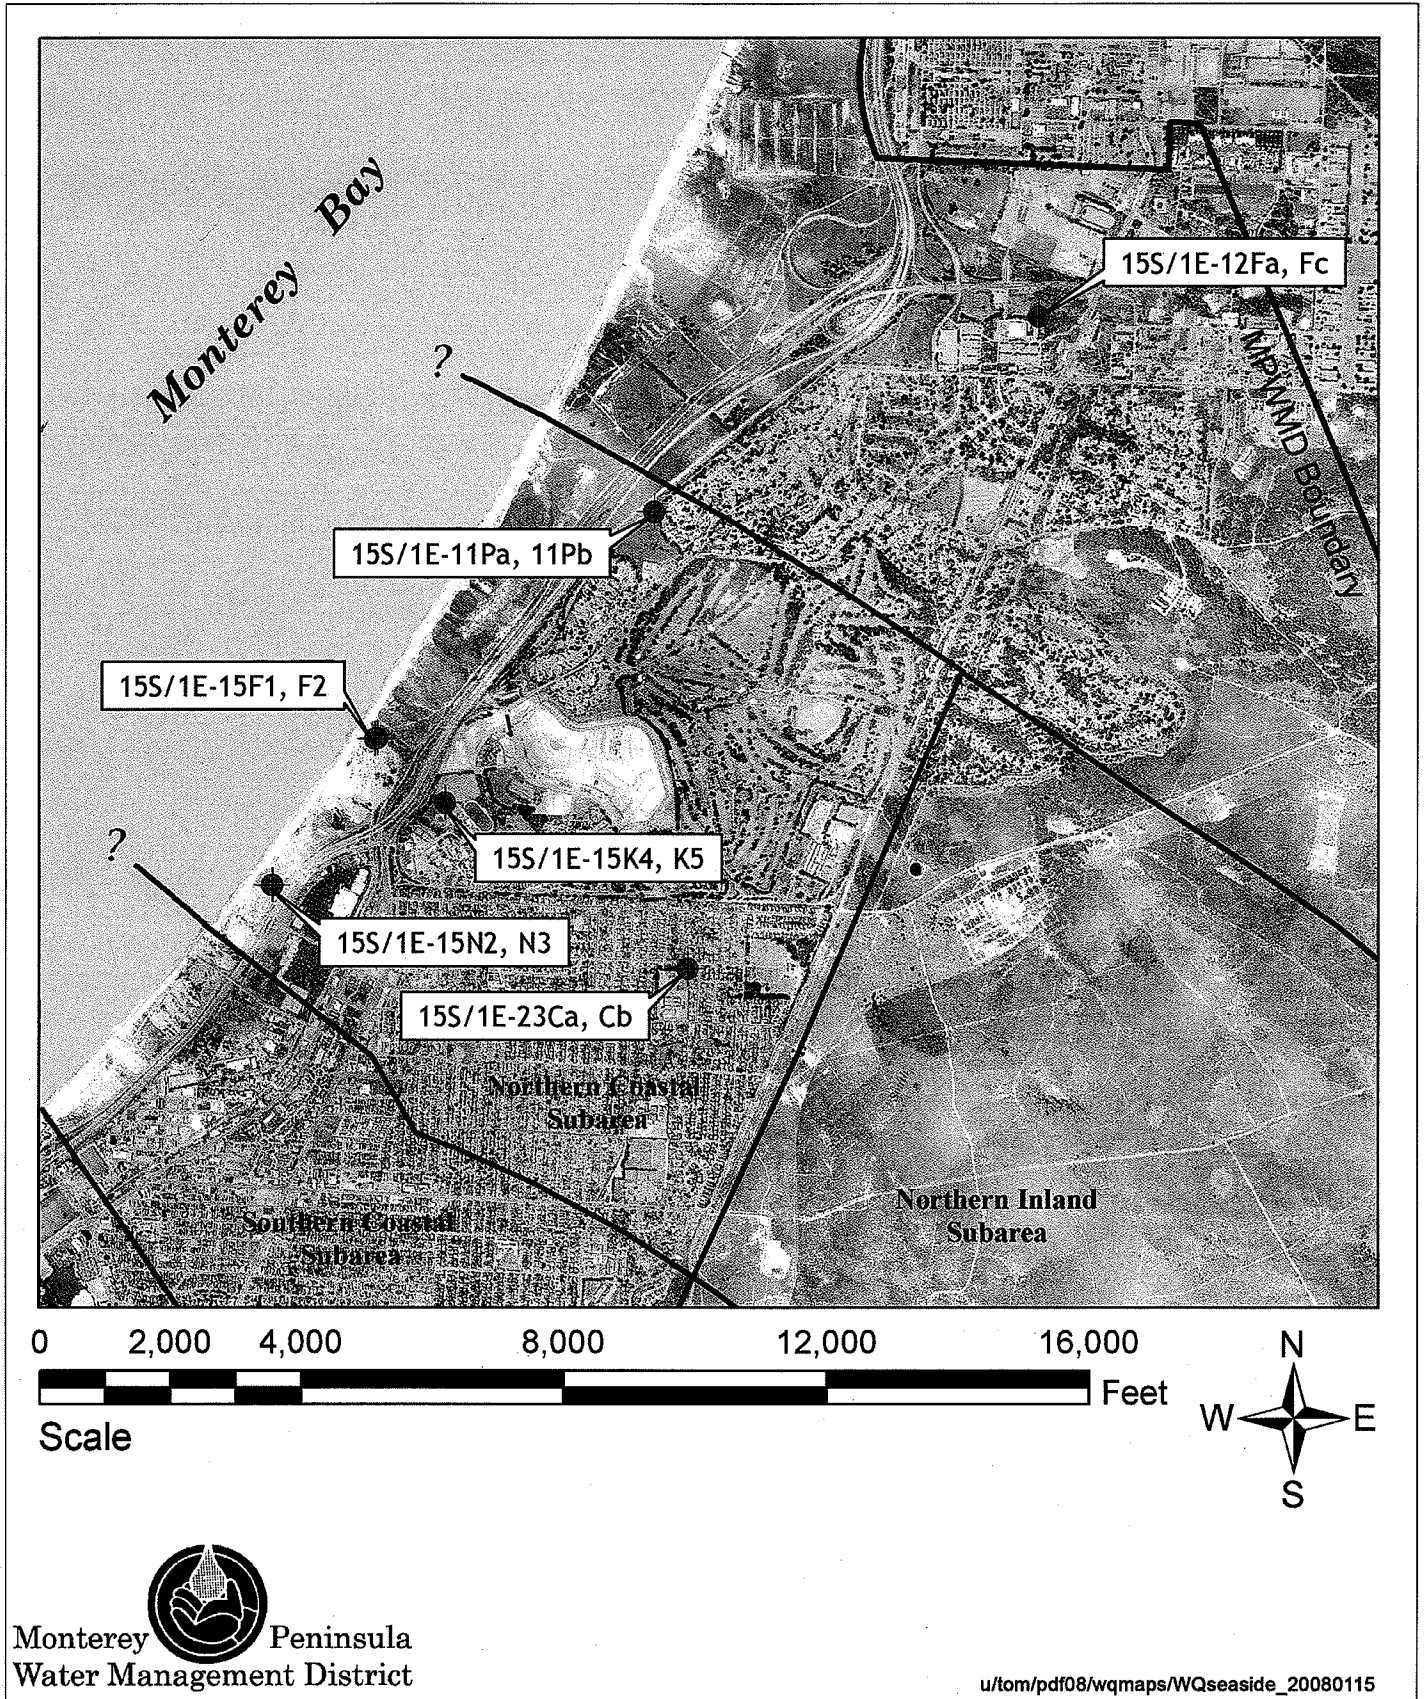 Monterey Bay
15S/1E-12Fa, Fc
?
MPWMD Boundary
15S/1E-11Pa, 11Pb
15S/1E-15F1, F2
?
15S/1E-15K4, K5
15S/1E-15N2, N3
15S/1E-23Ca, Cb
Northern Coastal
Subarea
Northern Inland
Subarea
Southern Coastal
Subarea
0 2,000 4,000 8,000 12,000 16,000
Feet
Scale
N
W E
S
Monterey Peninsula
Water Management District
u/tom/pdf08/wqmaps/WQseaside_20080115